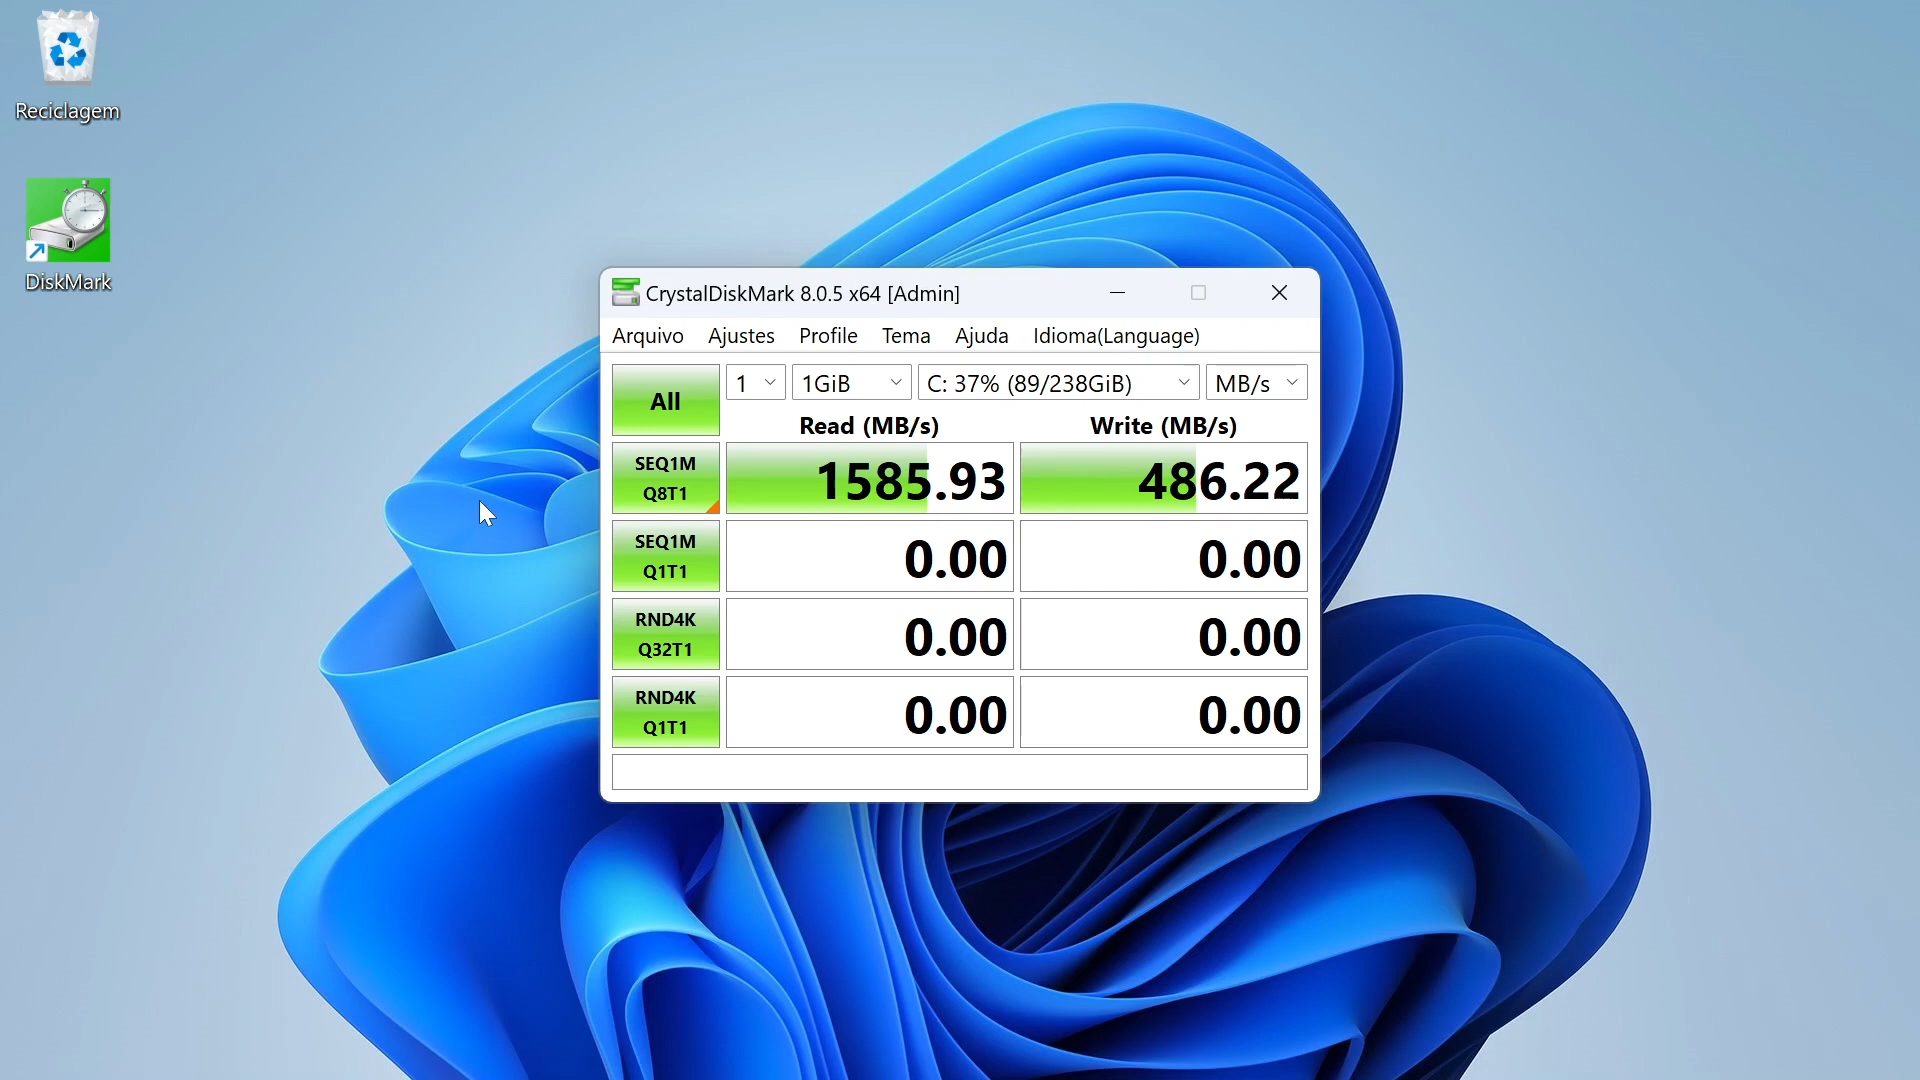 Reciclagem
DiskMark
CrystalDiskMark 8.0.5 x64 [Admin]
Arquivo Ajustes Profile Tema Ajuda Idioma(Language)
All
1 1GiB C: 37% (89/238GiB) MB/s
Read (MB/s) Write (MB/s)
SEQ1M
Q8T1
1585.93 486.22
SEQ1M
Q1T1
0.00 0.00
RND4K
Q32T1
0.00 0.00
RND4K
Q1T1
0.00 0.00